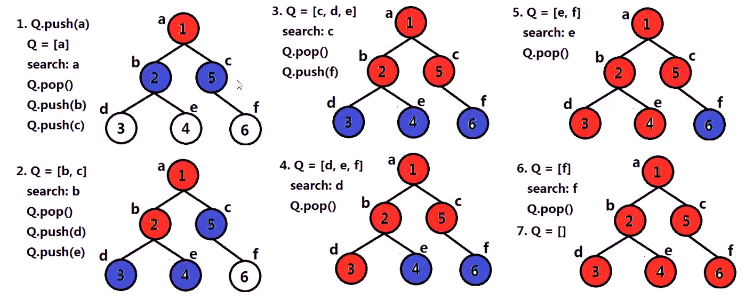 1. Q.push(a)
Q = [a]
search: a
Q.pop()
Q.push(b)
Q.push(c)
a
1
b
c
2
5
d
e
f
3
4
6
2. Q = [b, c]
search: b
Q.pop()
Q.push(d)
Q.push(e)
a
1
b
c
2
5
d
e
f
3
4
6
3. Q = [c, d, e]
search: c
Q.pop()
Q.push(f)
a
1
b
c
2
5
d
e
f
3
4
6
4. Q = [d, e, f]
search: d
Q.pop()
a
1
b
c
2
5
d
e
f
3
4
6
5. Q = [e, f]
search: e
Q.pop()
a
1
b
c
2
5
d
e
f
3
4
6
6. Q = [f]
search: f
Q.pop()
7. Q = []
a
1
b
c
2
5
d
e
f
3
4
6